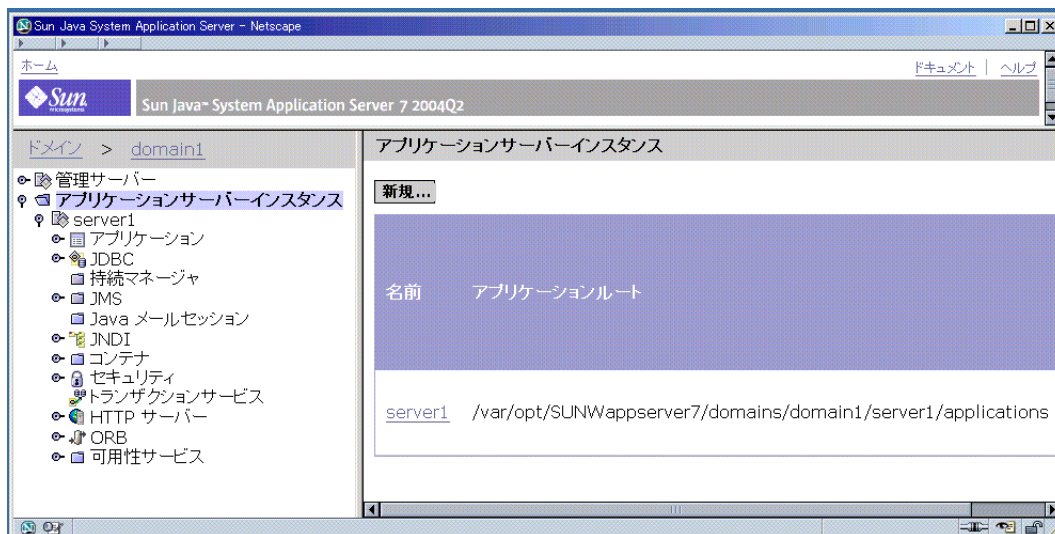 Sun Java System Application Server - Netscape
ホーム
ドキュメント | ヘルプ
Sun
microsystems
Sun Java™ System Application Server 7 2004Q2
ドメイン > domain1
管理サーバー
アプリケーションサーバーインスタンス
server1
アプリケーション
JDBC
持続マネージャ
JMS
Java メールセッション
JNDI
コンテナ
セキュリティ
トランザクションサービス
HTTP サーバー
ORB
可用性サービス
アプリケーションサーバーインスタンス
新規...
名前 アプリケーションルート
server1 /var/opt/SUNWappserver7/domains/domain1/server1/applications